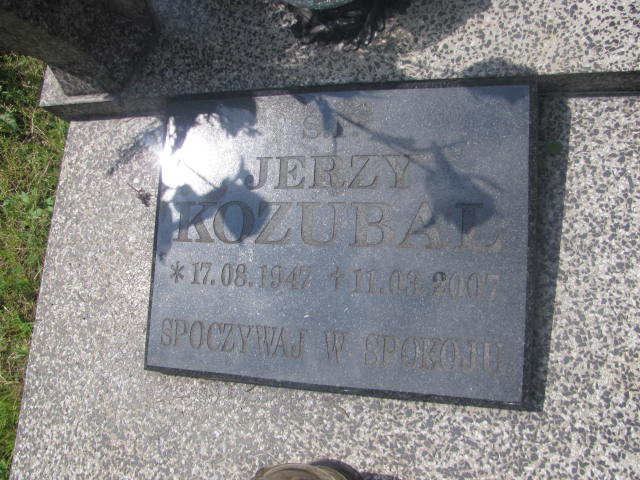 Ś.P.
JERZY
KOZUBAL
* 17.08.1947 † 11.03.2007
SPOCZYWAJ W SPOKOJU